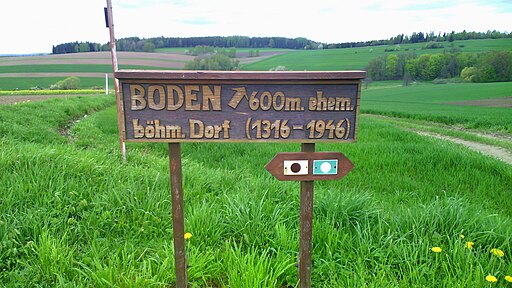 BODEN ↗ 600m. ehem.
böhm. Dorf (1316-1946)